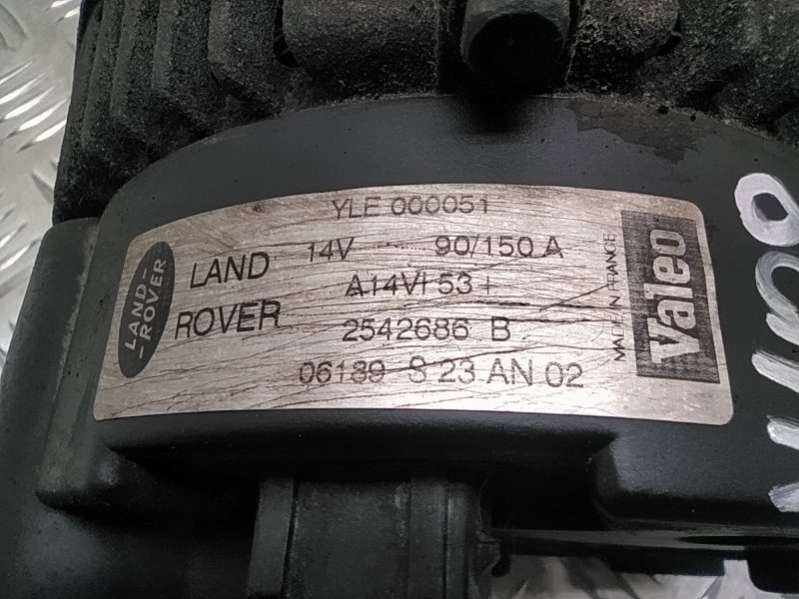 YLE 000051
LAND-
-ROVER
LAND
ROVER
14V 90/150 A
A14VI 53
2542686 B
06139 S 23 AN 02
MADE IN FRANCE
Valeo